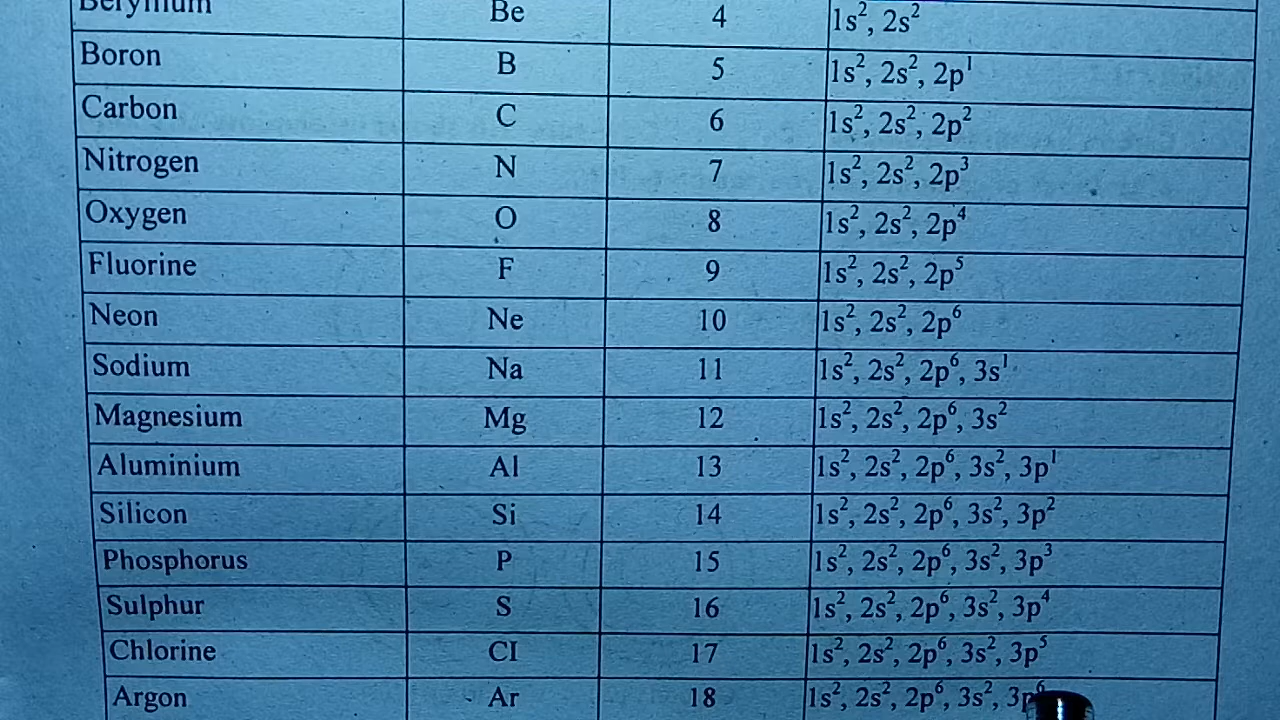 Beryllium Be 4 1s², 2s²
Boron B 5 1s², 2s², 2p¹
Carbon C 6 1s², 2s², 2p²
Nitrogen N 7 1s², 2s², 2p³
Oxygen O 8 1s², 2s², 2p⁴
Fluorine F 9 1s², 2s², 2p⁵
Neon Ne 10 1s², 2s², 2p⁶
Sodium Na 11 1s², 2s², 2p⁶, 3s¹
Magnesium Mg 12 1s², 2s², 2p⁶, 3s²
Aluminium Al 13 1s², 2s², 2p⁶, 3s², 3p¹
Silicon Si 14 1s², 2s², 2p⁶, 3s², 3p²
Phosphorus P 15 1s², 2s², 2p⁶, 3s², 3p³
Sulphur S 16 1s², 2s², 2p⁶, 3s², 3p⁴
Chlorine CI 17 1s², 2s², 2p⁶, 3s², 3p⁵
Argon Ar 18 1s², 2s², 2p⁶, 3s², 3p⁶